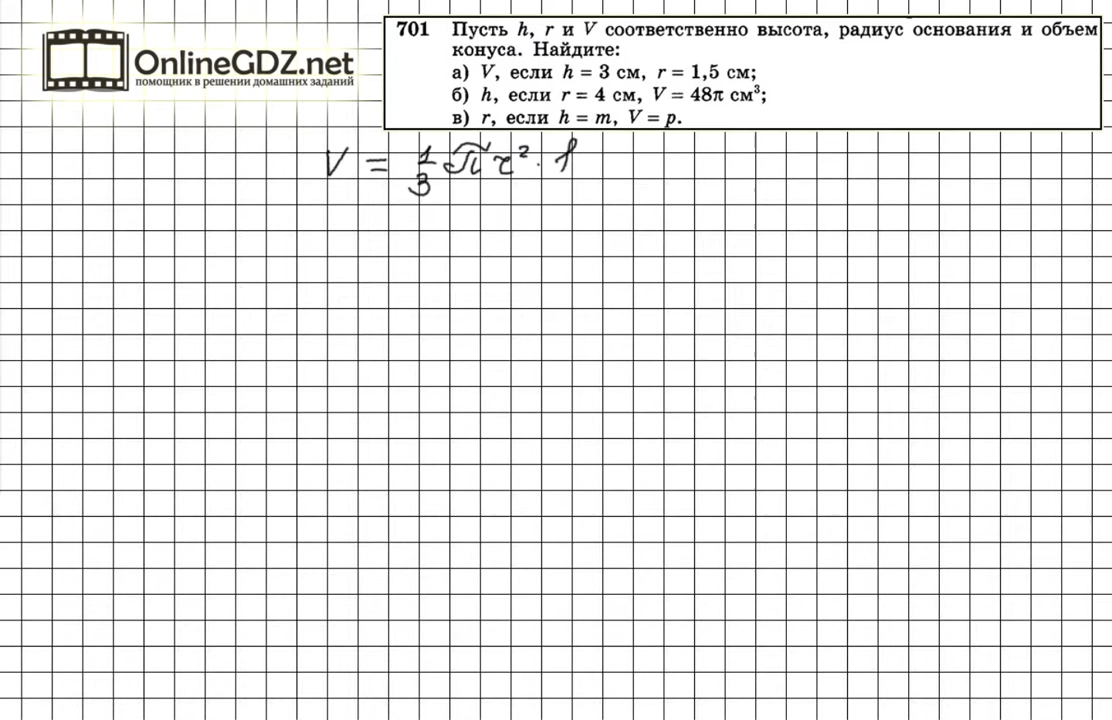 OnlineGDZ.net
помощник в решении домашних заданий
701 Пусть h, r и V соответственно высота, радиус основания и объем
конуса. Найдите:
а) V, если h = 3 см, r = 1,5 см;
б) h, если r = 4 см, V = 48π см³;
в) r, если h = m, V = p.
V = 1/3 π r² · h